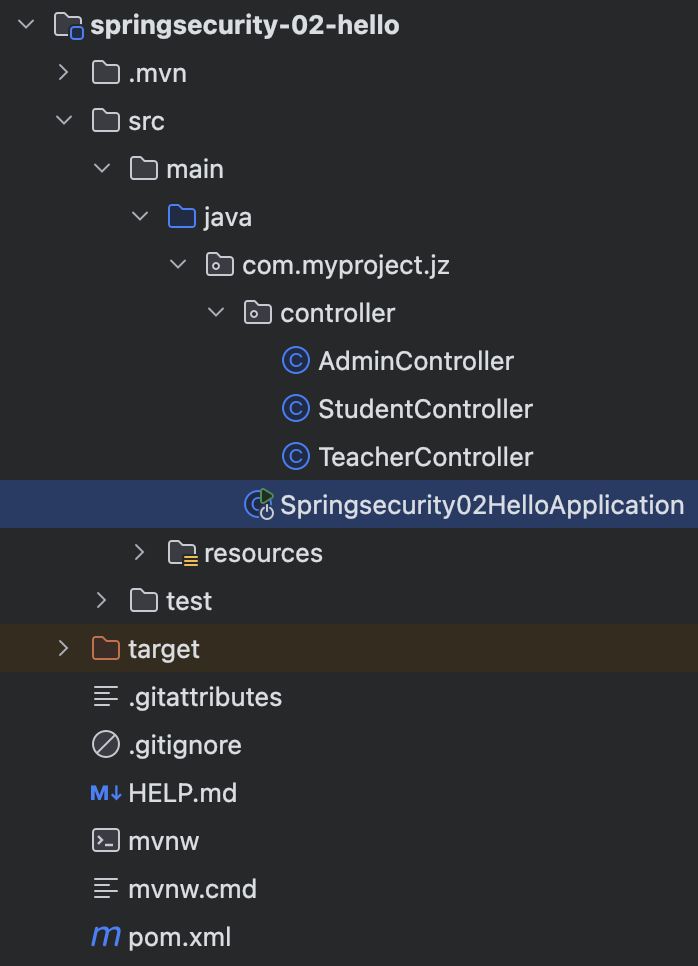 springsecurity-02-hello
.mvn
src
main
java
com.myproject.jz
controller
AdminController
StudentController
TeacherController
Springsecurity02HelloApplication
resources
test
target
.gitattributes
.gitignore
HELP.md
mvnw
mvnw.cmd
pom.xml